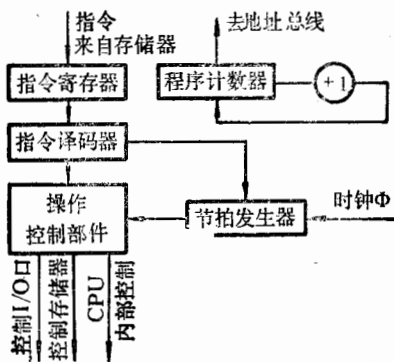 指令
来自存储器
去地址总线
指令寄存器
程序计数器
+1
指令译码器
操作
控制部件
节拍发生器
时钟Φ
控制I/O口
控制存储器
CPU
内部控制